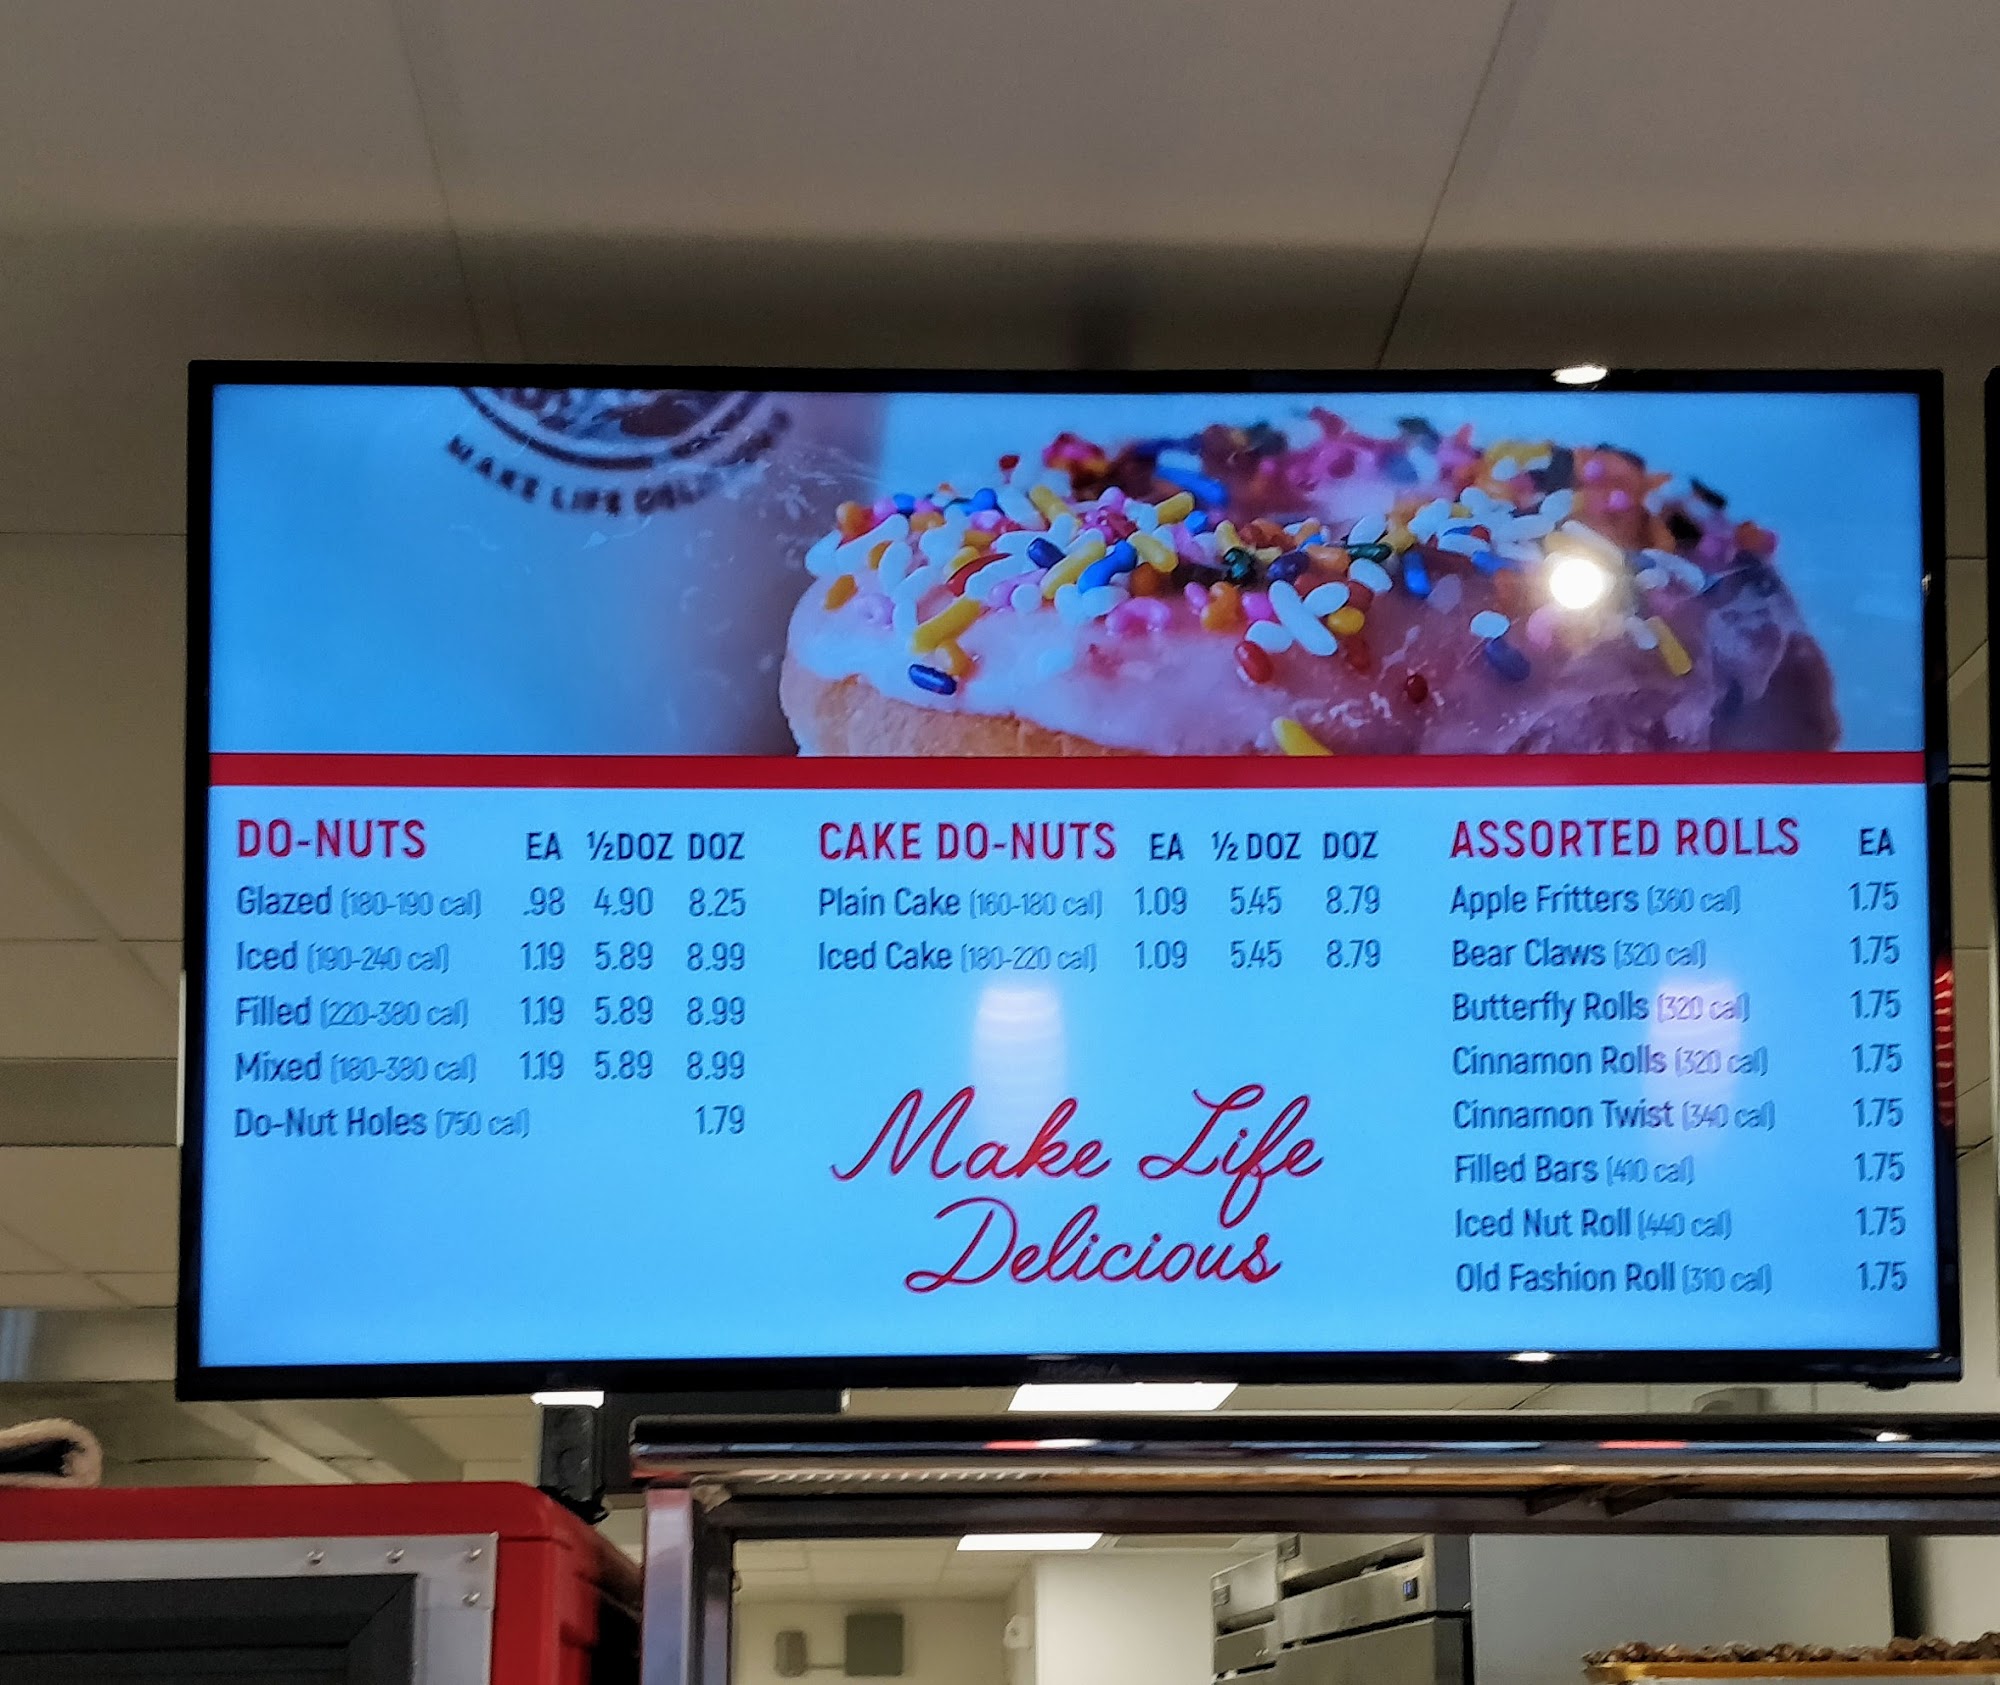 MAKE LIFE
DO-NUTS EA ½DOZ DOZ
Glazed (180-190 cal) .98 4.90 8.25
Iced (190-240 cal) 1.19 5.89 8.99
Filled (220-380 cal) 1.19 5.89 8.99
Mixed (180-380 cal) 1.19 5.89 8.99
Do-Nut Holes (750 cal) 1.79
CAKE DO-NUTS EA ½ DOZ DOZ
Plain Cake (160-180 cal) 1.09 5.45 8.79
Iced Cake (180-220 cal) 1.09 5.45 8.79
Make Life
Delicious
ASSORTED ROLLS EA
Apple Fritters (360 cal) 1.75
Bear Claws (320 cal) 1.75
Butterfly Rolls (320 cal) 1.75
Cinnamon Rolls (320 cal) 1.75
Cinnamon Twist (340 cal) 1.75
Filled Bars (410 cal) 1.75
Iced Nut Roll (440 cal) 1.75
Old Fashion Roll (310 cal) 1.75